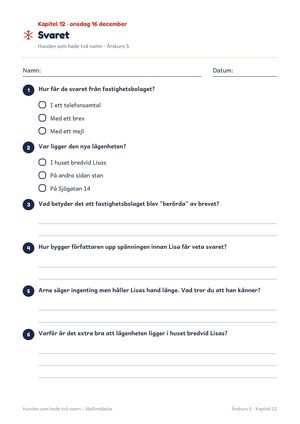 Kapitel 12 · onsdag 16 december
Svaret
Hunden som hade två namn · Årskurs 5
Namn:
Datum:
1 Hur får de svaret från fastighetsbolaget?
I ett telefonsamtal
Med ett brev
Med ett mejl
2 Var ligger den nya lägenheten?
I huset bredvid Lisas
På andra sidan stan
På Sjögatan 14
3 Vad betyder det att fastighetsbolaget blev "berörda" av brevet?
4 Hur bygger författaren upp spänningen innan Lisa får veta svaret?
5 Arne säger ingenting men håller Lisas hand länge. Vad tror du att han känner?
6 Varför är det extra bra att lägenheten ligger i huset bredvid Lisas?
Hunden som hade två namn – läsförståelse
Årskurs 5 · Kapitel 12